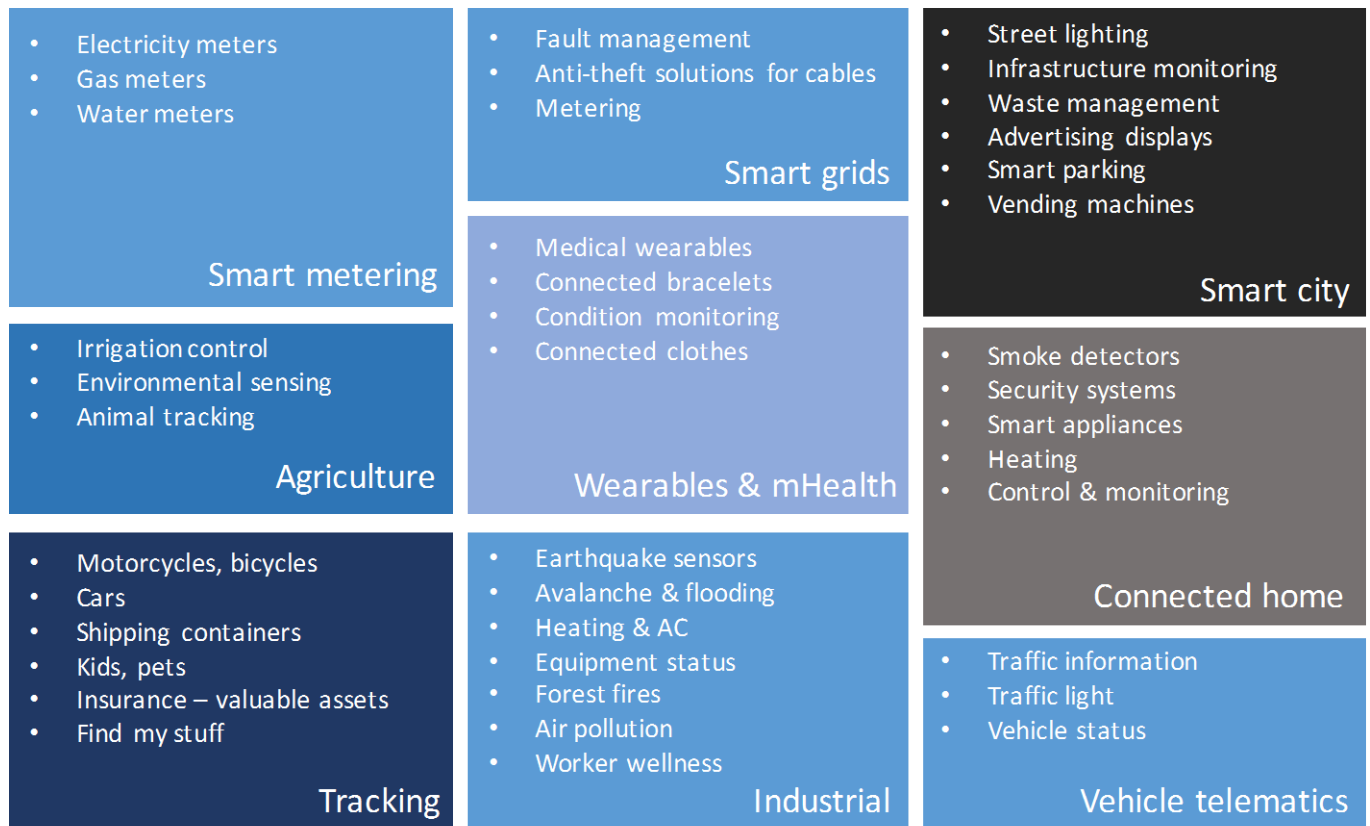 • Electricity meters
• Gas meters
• Water meters
Smart metering
• Irrigation control
• Environmental sensing
• Animal tracking
Agriculture
• Motorcycles, bicycles
• Cars
• Shipping containers
• Kids, pets
• Insurance – valuable assets
• Find my stuff
Tracking
• Fault management
• Anti-theft solutions for cables
• Metering
Smart grids
• Medical wearables
• Connected bracelets
• Condition monitoring
• Connected clothes
Wearables & mHealth
• Earthquake sensors
• Avalanche & flooding
• Heating & AC
• Equipment status
• Forest fires
• Air pollution
• Worker wellness
Industrial
• Street lighting
• Infrastructure monitoring
• Waste management
• Advertising displays
• Smart parking
• Vending machines
Smart city
• Smoke detectors
• Security systems
• Smart appliances
• Heating
• Control & monitoring
Connected home
• Traffic information
• Traffic light
• Vehicle status
Vehicle telematics